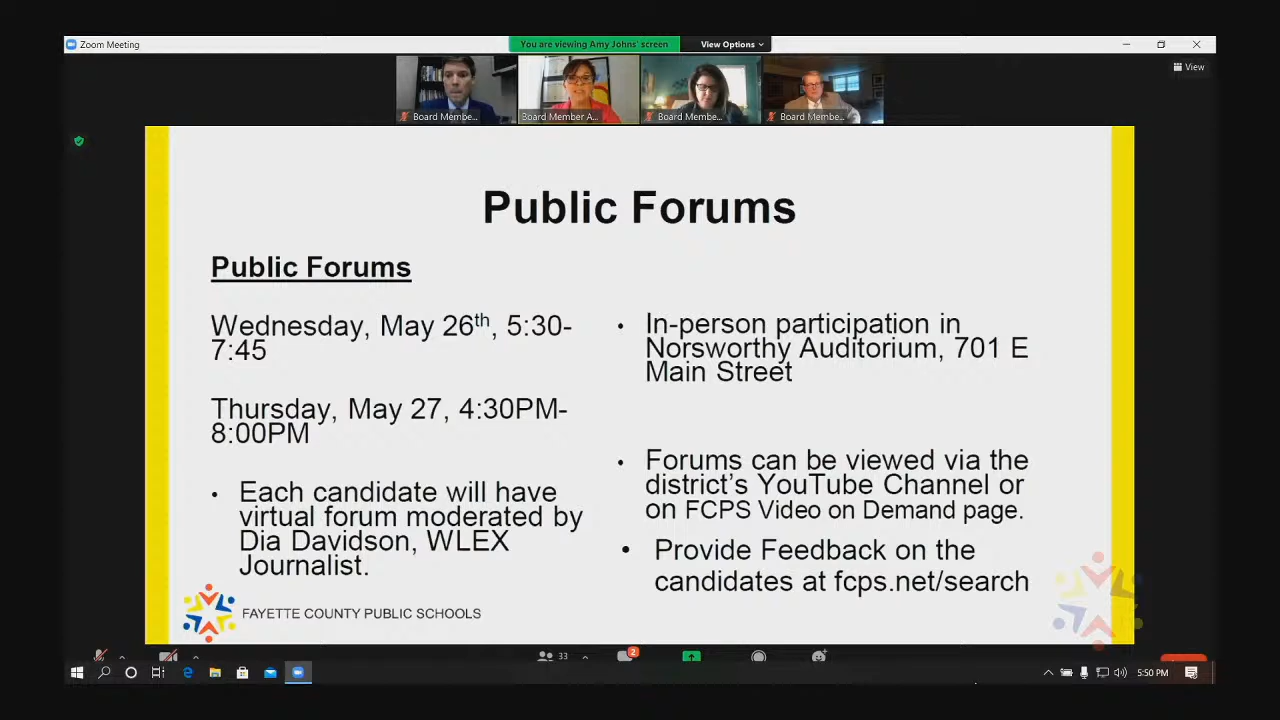 Zoom Meeting
You are viewing Amy Johns' screen
View Options
View
Board Membe...
Board Member A...
Board Membe...
Board Membe...
Public Forums
Public Forums
Wednesday, May 26th, 5:30-
7:45
Thursday, May 27, 4:30PM-
8:00PM
• Each candidate will have
virtual forum moderated by
Dia Davidson, WLEX
Journalist.
• In-person participation in
Norsworthy Auditorium, 701 E
Main Street
• Forums can be viewed via the
district's YouTube Channel or
on FCPS Video on Demand page.
• Provide Feedback on the
candidates at fcps.net/search
FAYETTE COUNTY PUBLIC SCHOOLS
33
2
5:50 PM